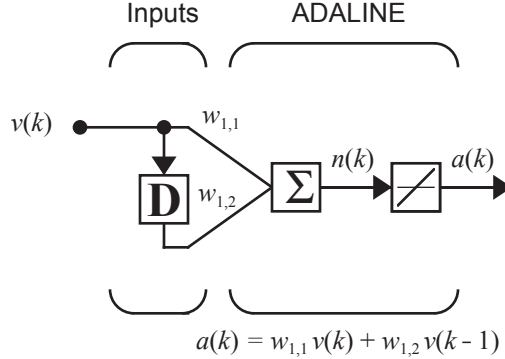 Inputs ADALINE
v(k) w1,1
n(k) a(k)
D w1,2 Σ
a(k) = w1,1 v(k) + w1,2 v(k - 1)